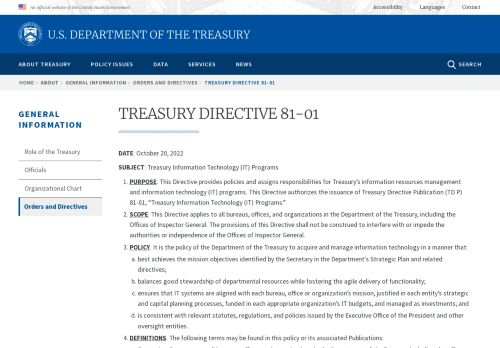 An official website of the United States Government
Accessibility Languages Contact
U.S. DEPARTMENT OF THE TREASURY
ABOUT TREASURY POLICY ISSUES DATA SERVICES NEWS SEARCH
HOME › ABOUT › GENERAL INFORMATION › ORDERS AND DIRECTIVES › TREASURY DIRECTIVE 81-01
GENERAL
INFORMATION
Role of the Treasury
Officials
Organizational Chart
Orders and Directives
TREASURY DIRECTIVE 81-01
DATE: October 20, 2022
SUBJECT: Treasury Information Technology (IT) Programs
1. PURPOSE. This Directive provides policies and assigns responsibilities for Treasury's information resources management
and information technology (IT) programs. This Directive authorizes the issuance of Treasury Directive Publication (TD P)
81-01, "Treasury Information Technology (IT) Programs."
2. SCOPE. This Directive applies to all bureaus, offices, and organizations in the Department of the Treasury, including the
Offices of Inspector General. The provisions of this Directive shall not be construed to interfere with or impede the
authorities or independence of the Offices of Inspector General.
3. POLICY. It is the policy of the Department of the Treasury to acquire and manage information technology in a manner that:
a. best achieves the mission objectives identified by the Secretary in the Department's Strategic Plan and related
directives;
b. balances good stewardship of departmental resources while fostering the agile delivery of functionality;
c. ensures that IT systems are aligned with each bureau, office or organization's mission, justified in each entity's strategic
and capital planning processes, funded in each appropriate organization's IT budgets, and managed as investments; and
d. is consistent with relevant statutes, regulations, and policies issued by the Executive Office of the President and other
oversight entities.
4. DEFINITIONS. The following terms may be found in this policy or its associated Publications: